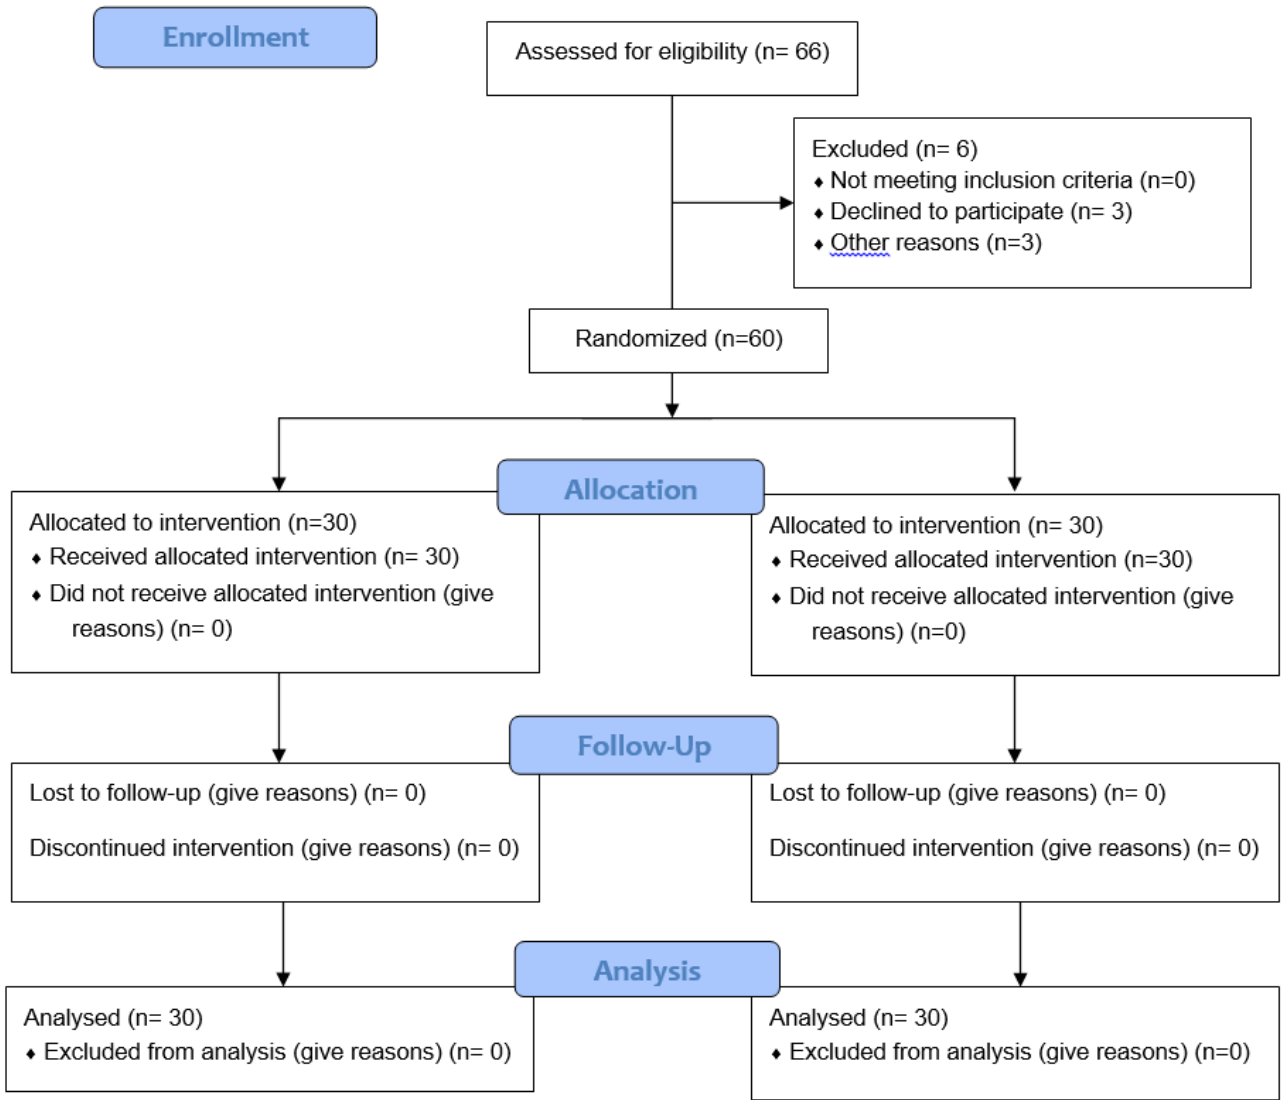 Enrollment
Assessed for eligibility (n= 66)
Excluded (n= 6)
♦ Not meeting inclusion criteria (n=0)
♦ Declined to participate (n= 3)
♦ Other reasons (n=3)
Randomized (n=60)
Allocation
Allocated to intervention (n=30)
♦ Received allocated intervention (n= 30)
♦ Did not receive allocated intervention (give
reasons) (n= 0)
Allocated to intervention (n= 30)
♦ Received allocated intervention (n=30)
♦ Did not receive allocated intervention (give
reasons) (n=0)
Follow-Up
Lost to follow-up (give reasons) (n= 0)
Discontinued intervention (give reasons) (n= 0)
Lost to follow-up (give reasons) (n= 0)
Discontinued intervention (give reasons) (n= 0)
Analysis
Analysed (n= 30)
♦ Excluded from analysis (give reasons) (n= 0)
Analysed (n= 30)
♦ Excluded from analysis (give reasons) (n=0)